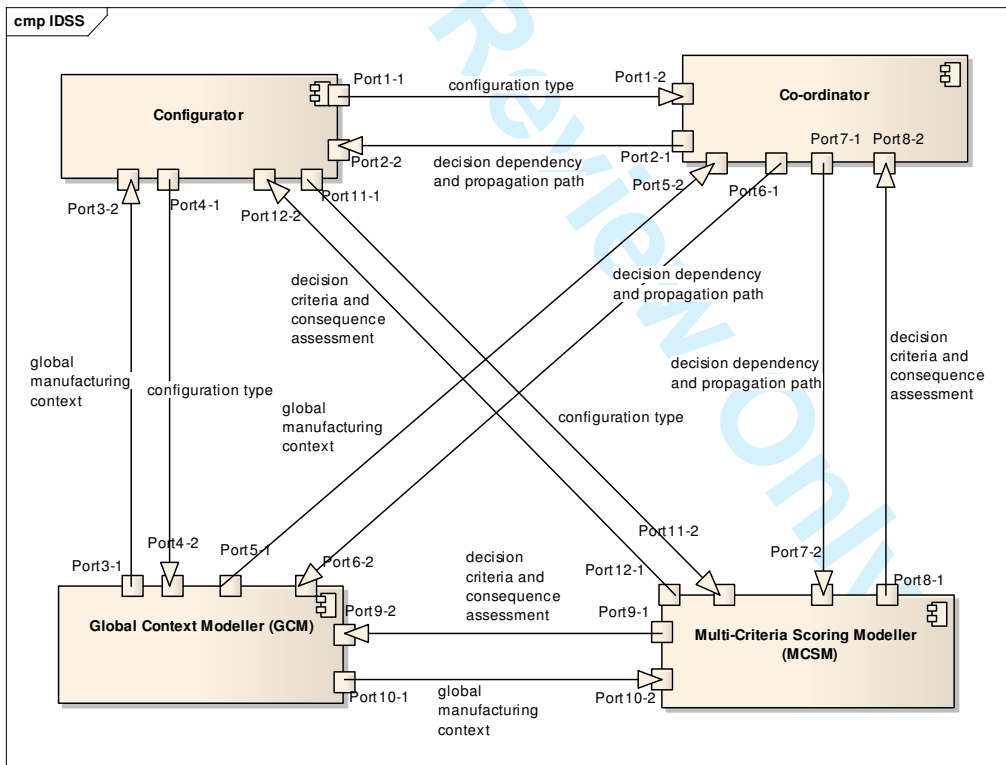 cmp IDSS
Configurator
Co-ordinator
Port1-1
configuration type
Port1-2
Port2-2
decision dependency
and propagation path
Port2-1
Port7-1
Port8-2
Port3-2
Port4-1
Port12-2
Port11-1
Port5-2
Port6-1
decision
criteria and
consequence
assessment
decision dependency
and propagation path
global
manufacturing
context
configuration type
global
manufacturing
context
configuration type
decision dependency
and propagation path
decision
criteria and
consequence
assessment
Port3-1
Port4-2
Port5-1
Port6-2
Port11-2
Port12-1
Port7-2
Port8-1
decision
criteria and
consequence
assessment
Port9-2
Port9-1
Global Context Modeller (GCM)
Multi-Criteria Scoring Modeller
(MCSM)
Port10-1
global
manufacturing
context
Port10-2
Review Only